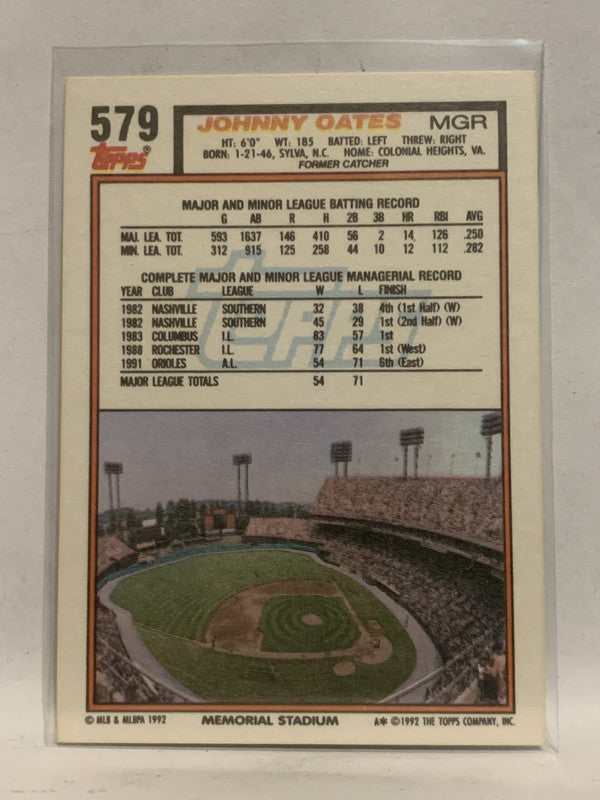 579
Topps®
JOHNNY OATES MGR
HT: 6'0" WT: 185 BATTED: LEFT THREW: RIGHT
BORN: 1-21-46, SYLVA, N.C. HOME: COLONIAL HEIGHTS, VA.
FORMER CATCHER
MAJOR AND MINOR LEAGUE BATTING RECORD
G AB R H 2B 3B HR RBI AVG
MAJ. LEA. TOT. 593 1637 146 410 56 2 14 126 .250
MIN. LEA. TOT. 312 915 125 258 44 10 12 112 .282
COMPLETE MAJOR AND MINOR LEAGUE MANAGERIAL RECORD
YEAR CLUB LEAGUE W L FINISH
1982 NASHVILLE SOUTHERN 32 38 4th (1st Half) (W)
1982 NASHVILLE SOUTHERN 45 29 1st (2nd Half) (W)
1983 COLUMBUS I.L. 83 57 1st
1988 ROCHESTER I.L. 77 64 1st (West)
1991 ORIOLES A.L. 54 71 6th (East)
MAJOR LEAGUE TOTALS 54 71
topps
© MLB & MLBPA 1992 MEMORIAL STADIUM A* © 1992 THE TOPPS COMPANY, INC.